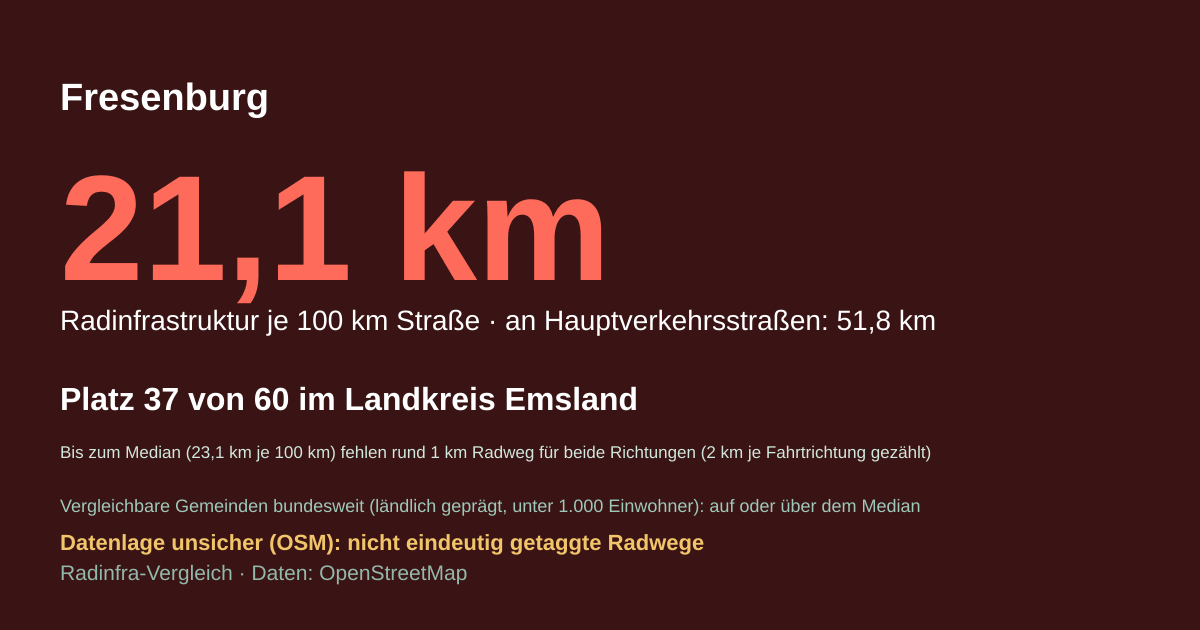 Fresenburg
21,1 km
Radinfrastruktur je 100 km Straße · an Hauptverkehrsstraßen: 51,8 km
Platz 37 von 60 im Landkreis Emsland
Bis zum Median (23,1 km je 100 km) fehlen rund 1 km Radweg für beide Richtungen (2 km je Fahrtrichtung gezählt)
Vergleichbare Gemeinden bundesweit (ländlich geprägt, unter 1.000 Einwohner): auf oder über dem Median
Datenlage unsicher (OSM): nicht eindeutig getaggte Radwege
Radinfra-Vergleich · Daten: OpenStreetMap